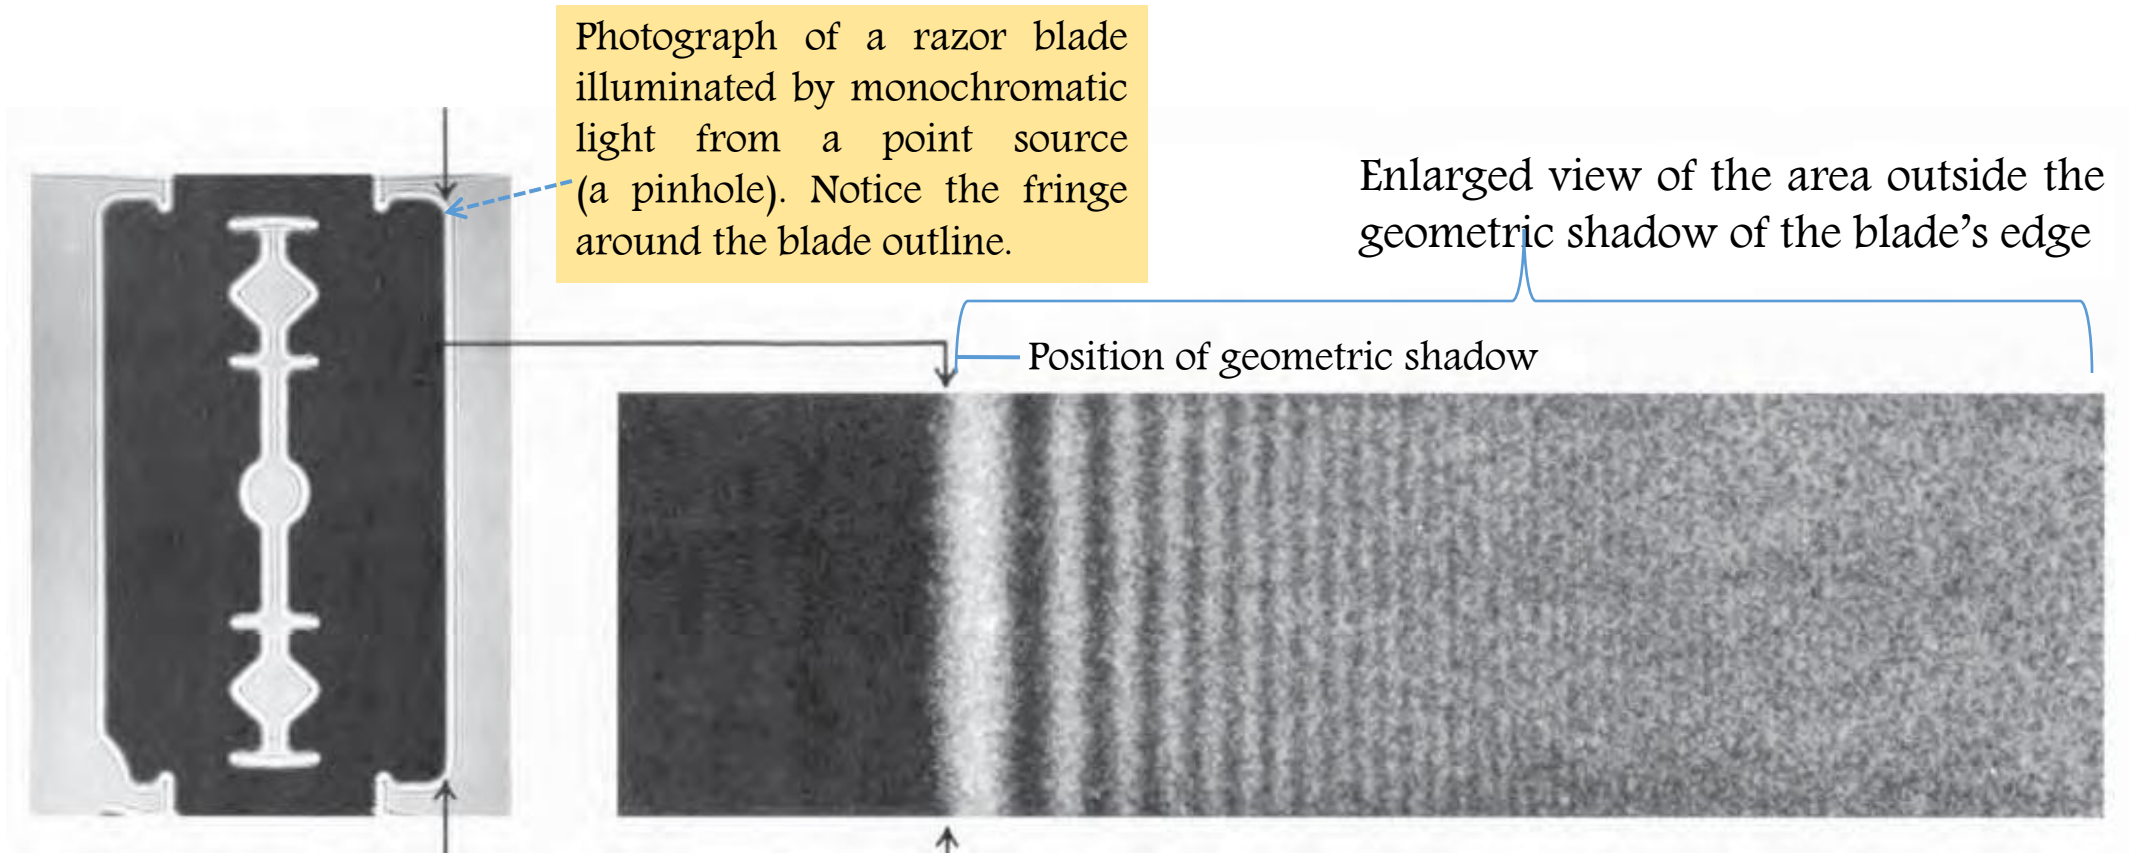 Photograph of a razor blade
illuminated by monochromatic
light from a point source
(a pinhole). Notice the fringe
around the blade outline.
Enlarged view of the area outside the
geometric shadow of the blade’s edge
Position of geometric shadow